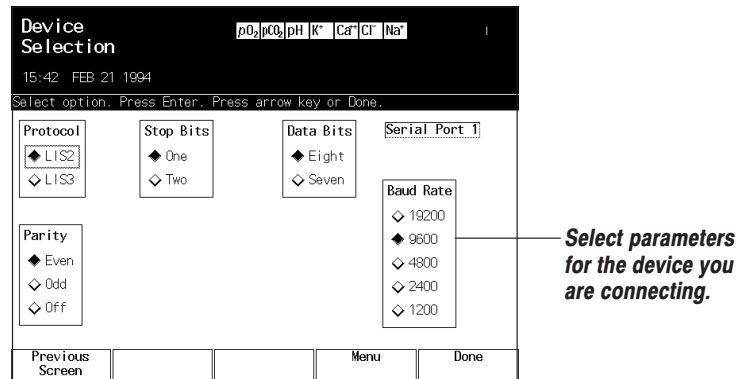 Device
Selection
pO₂ pCO₂ pH K⁺ Ca⁺⁺ Cl⁻ Na⁺
15:42 FEB 21 1994
Select option. Press Enter. Press arrow key or Done.
Protocol
LIS2
LIS3
Stop Bits
One
Two
Data Bits
Eight
Seven
Serial Port 1
Baud Rate
19200
9600
4800
2400
1200
Parity
Even
Odd
Off
Select parameters
for the device you
are connecting.
Previous
Screen
Menu
Done